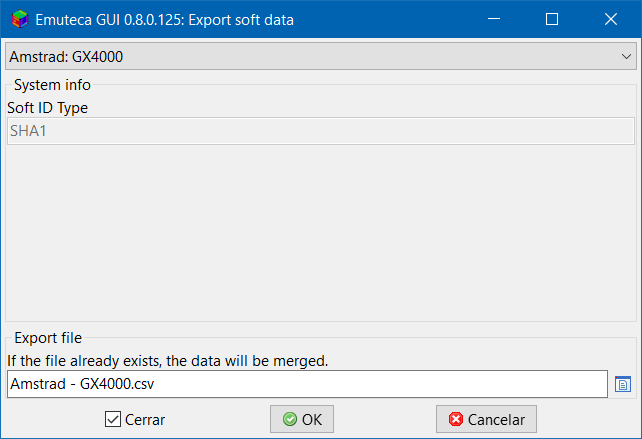 Emuteca GUI 0.8.0.125: Export soft data
Amstrad: GX4000
System info
Soft ID Type
SHA1
Export file
If the file already exists, the data will be merged.
Amstrad - GX4000.csv
Cerrar OK Cancelar